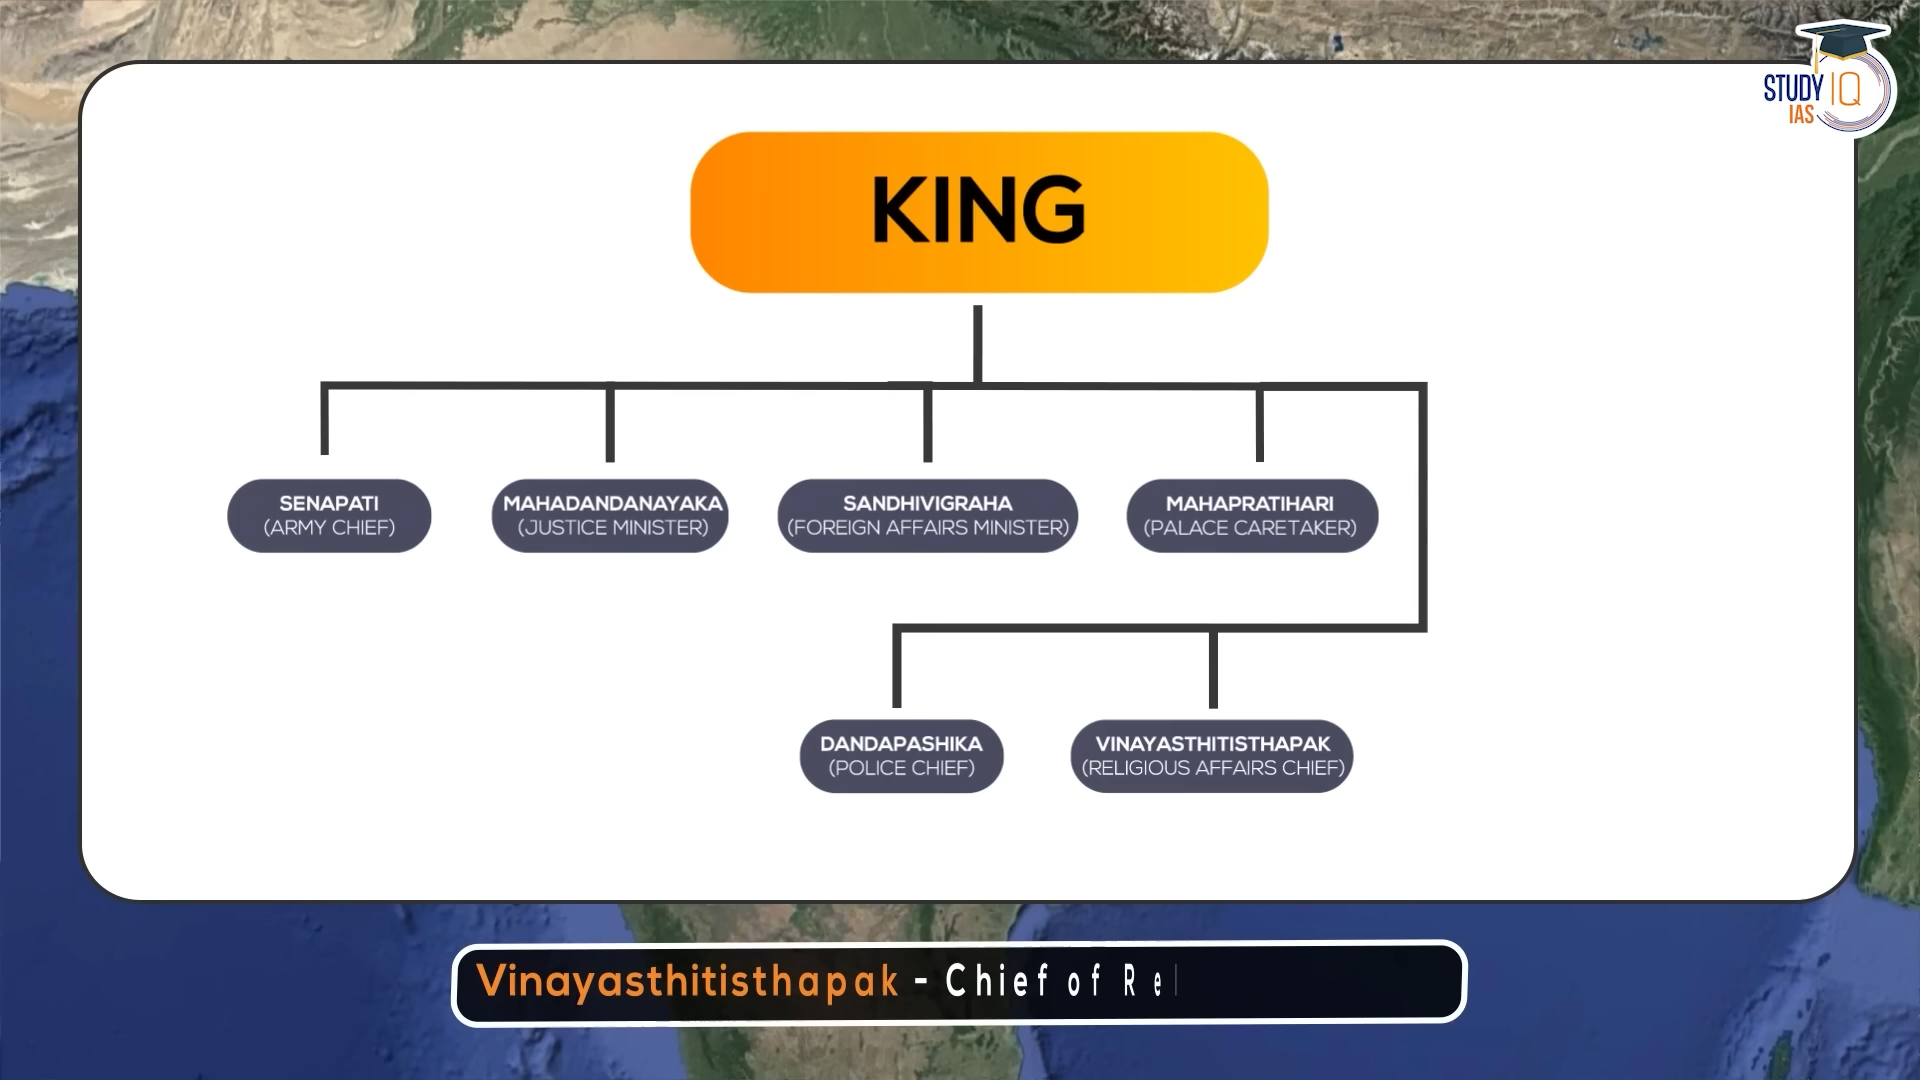 STUDY IQ
IAS
KING
SENAPATI
(ARMY CHIEF)
MAHADANDANAYAKA
(JUSTICE MINISTER)
SANDHIVIGRAHA
(FOREIGN AFFAIRS MINISTER)
MAHAPRATIHARI
(PALACE CARETAKER)
DANDAPASHIKA
(POLICE CHIEF)
VINAYASTHITISTHAPAK
(RELIGIOUS AFFAIRS CHIEF)
Vinayasthitisthapak - Chief of Re